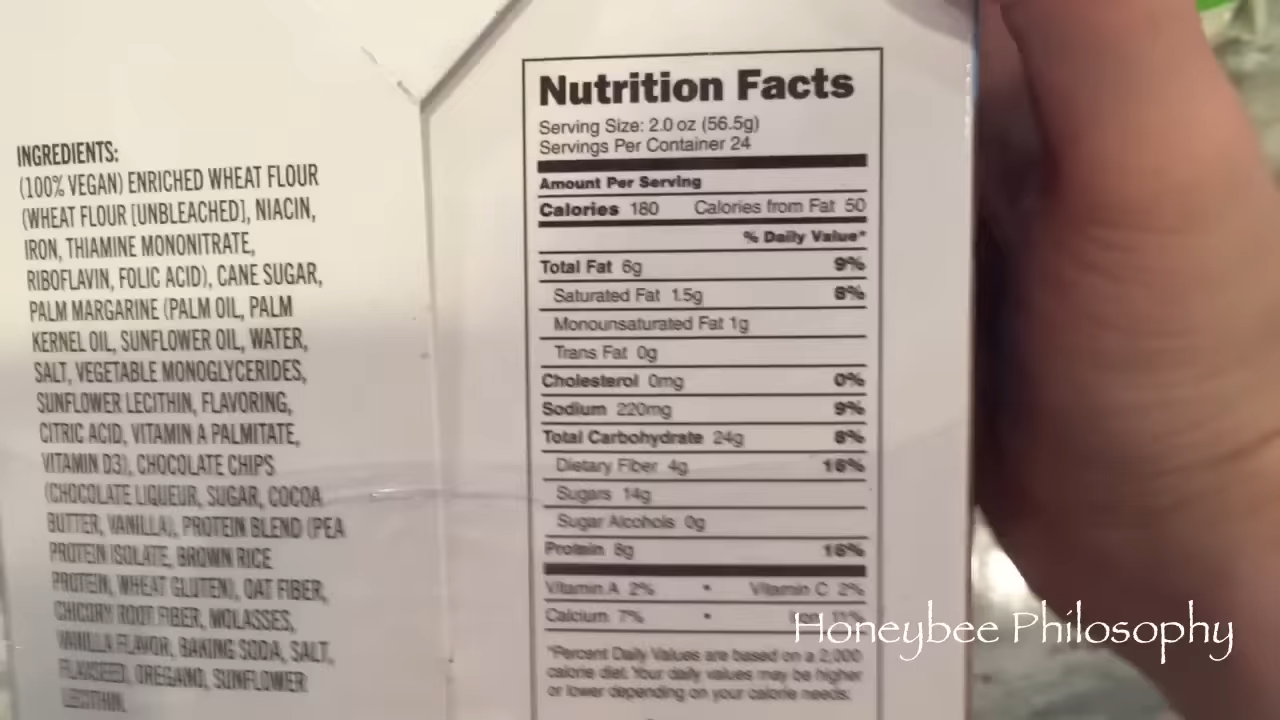 INGREDIENTS:
(100% VEGAN) ENRICHED WHEAT FLOUR
(WHEAT FLOUR [UNBLEACHED], NIACIN,
IRON, THIAMINE MONONITRATE,
RIBOFLAVIN, FOLIC ACID), CANE SUGAR,
PALM MARGARINE (PALM OIL, PALM
KERNEL OIL, SUNFLOWER OIL, WATER,
SALT, VEGETABLE MONOGLYCERIDES,
SUNFLOWER LECITHIN, FLAVORING,
CITRIC ACID, VITAMIN A PALMITATE,
VITAMIN D3), CHOCOLATE CHIPS
(CHOCOLATE LIQUEUR, SUGAR, COCOA
BUTTER, VANILLA), PROTEIN BLEND (PEA
PROTEIN ISOLATE, BROWN RICE
PROTEIN, WHEAT GLUTEN), OAT FIBER,
CHICORY ROOT FIBER, MOLASSES,
VANILLA FLAVOR, BAKING SODA, SALT,
FLAXSEED, OREGANO, SUNFLOWER
LECITHIN.
Nutrition Facts
Serving Size: 2.0 oz (56.5g)
Servings Per Container 24
Amount Per Serving
Calories 180 Calories from Fat 50
% Daily Value*
Total Fat 6g 9%
Saturated Fat 1.5g 8%
Monounsaturated Fat 1g
Trans Fat 0g
Cholesterol 0mg 0%
Sodium 220mg 9%
Total Carbohydrate 24g 8%
Dietary Fiber 4g 16%
Sugars 14g
Sugar Alcohols 0g
Protein 8g 16%
Vitamin A 2% • Vitamin C 2%
Calcium 7% •
*Percent Daily Values are based on a 2,000
calorie diet. Your daily values may be higher
or lower depending on your calorie needs.
Honeybee Philosophy